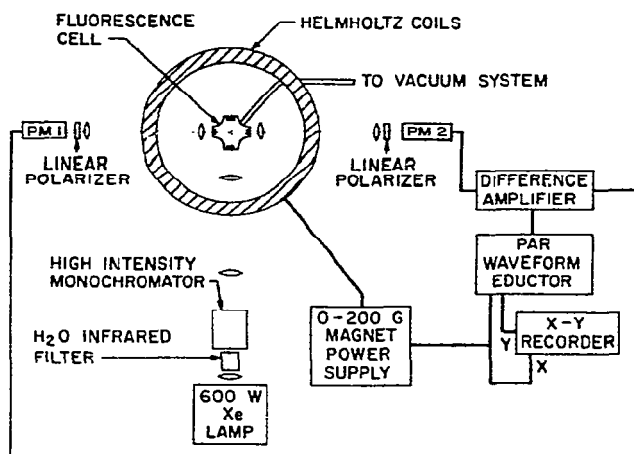 FLUORESCENCE
CELL
HELMHOLTZ COILS
TO VACUUM SYSTEM
PM 1
LINEAR
POLARIZER
PM 2
LINEAR
POLARIZER
DIFFERENCE
AMPLIFIER
PAR
WAVEFORM
EDUCTOR
HIGH INTENSITY
MONOCHROMATOR
H2O INFRARED
FILTER
0-200 G
MAGNET
POWER
SUPPLY
Y
X-Y
RECORDER
X
600 W
Xe
LAMP